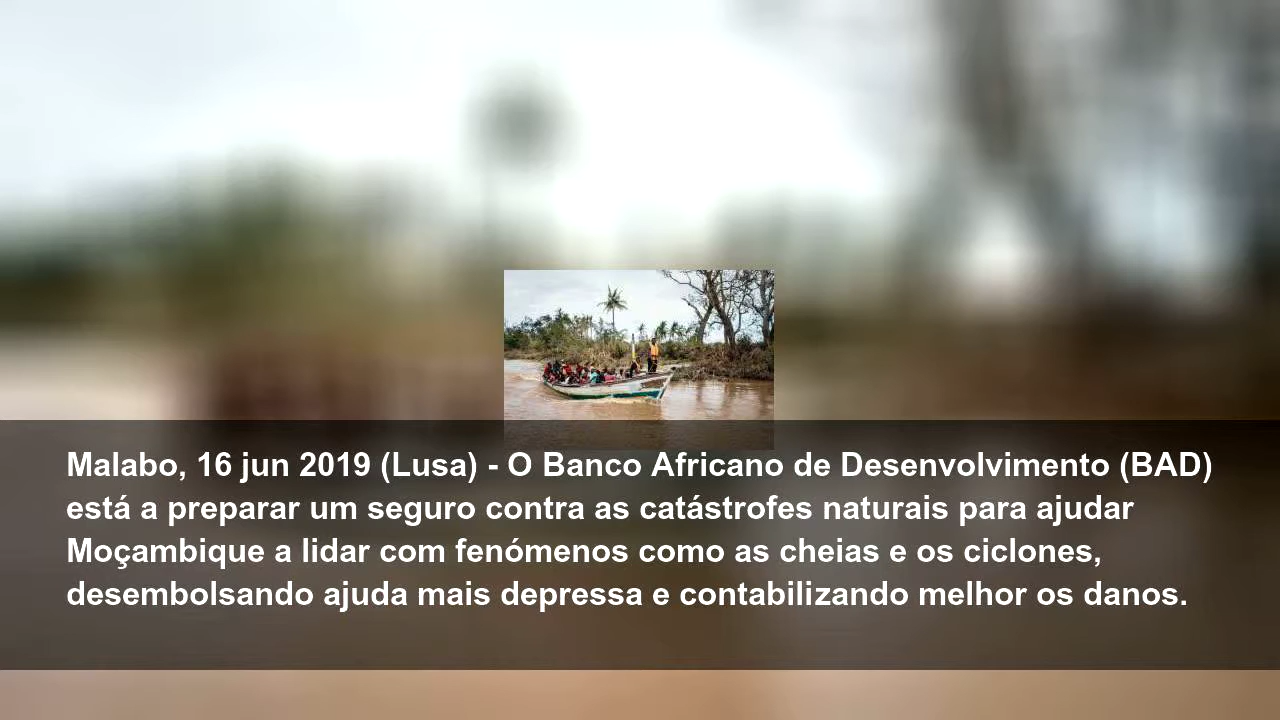 Malabo, 16 jun 2019 (Lusa) - O Banco Africano de Desenvolvimento (BAD)
está a preparar um seguro contra as catástrofes naturais para ajudar
Moçambique a lidar com fenómenos como as cheias e os ciclones,
desembolsando ajuda mais depressa e contabilizando melhor os danos.